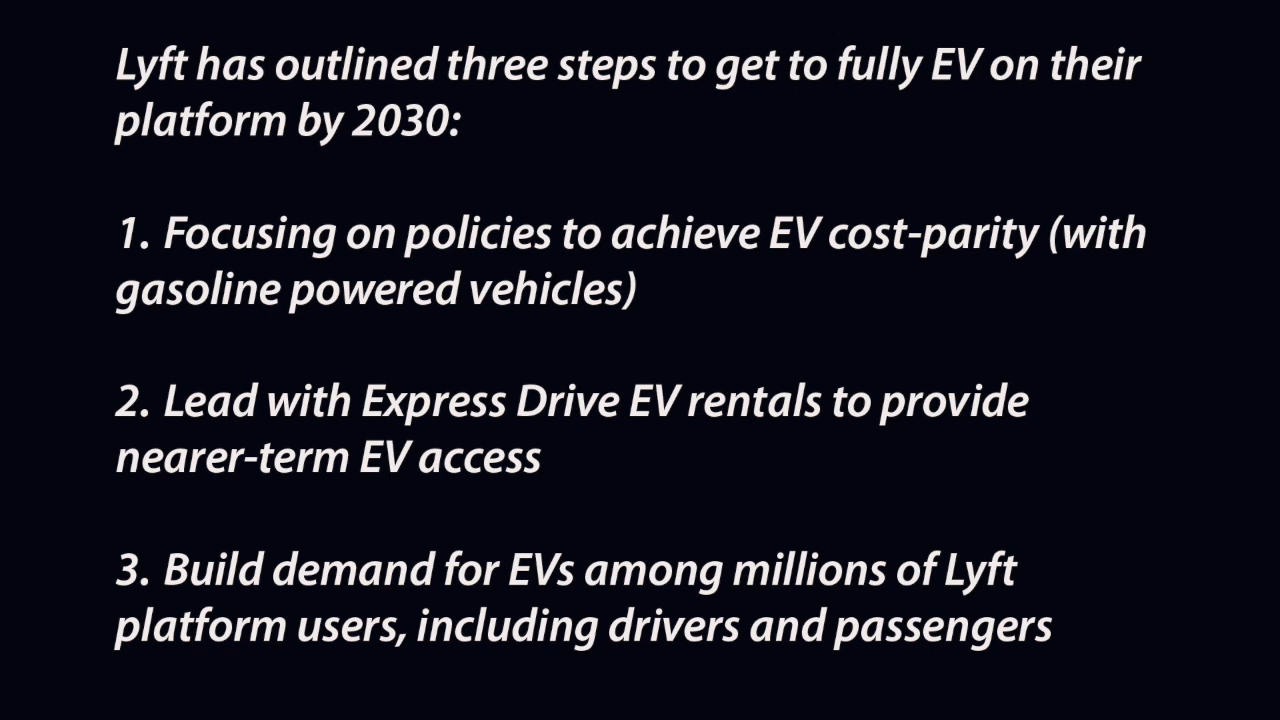 Lyft has outlined three steps to get to fully EV on their
platform by 2030:
1. Focusing on policies to achieve EV cost-parity (with
gasoline powered vehicles)
2. Lead with Express Drive EV rentals to provide
nearer-term EV access
3. Build demand for EVs among millions of Lyft
platform users, including drivers and passengers